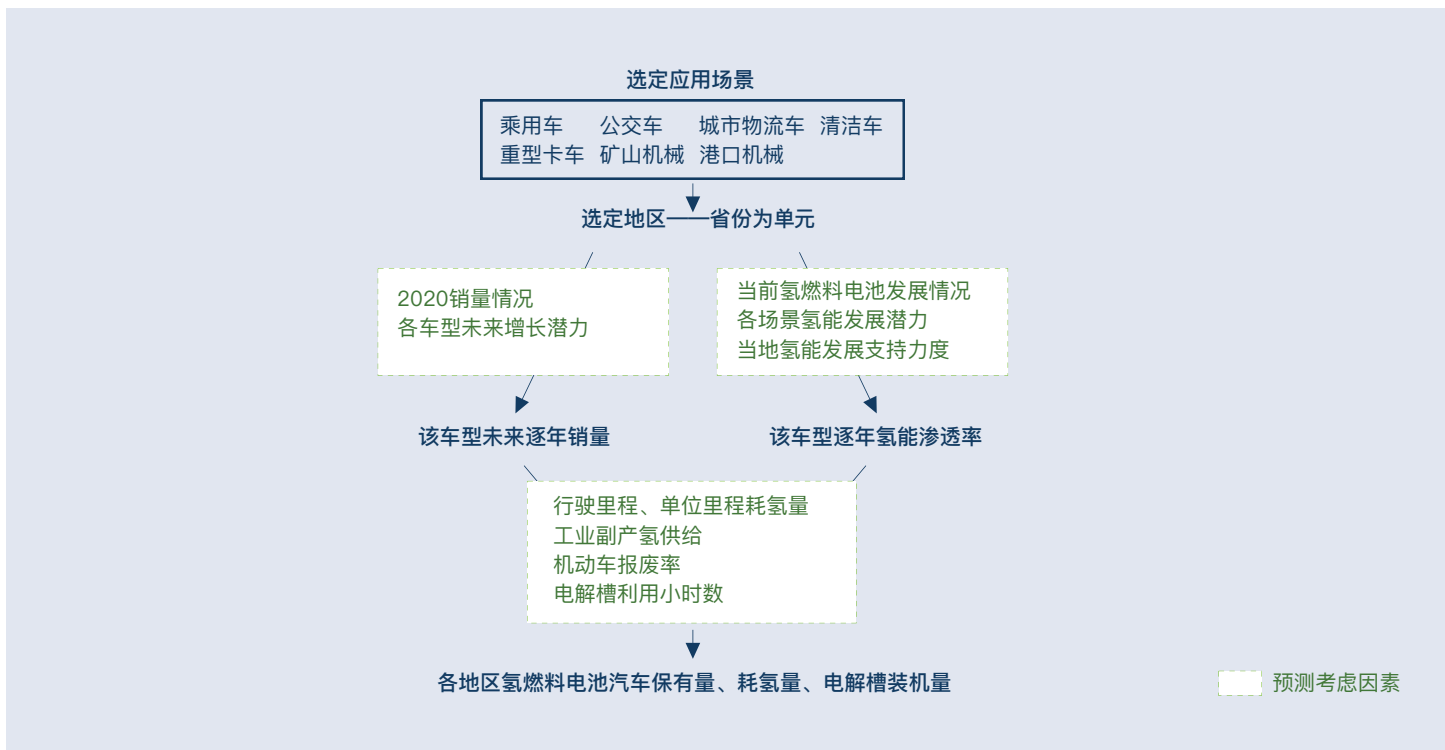 选定应用场景
乘用车 公交车 城市物流车 清洁车
重型卡车 矿山机械 港口机械
选定地区——省份为单元
2020销量情况
各车型未来增长潜力
当前氢燃料电池发展情况
各场景氢能发展潜力
当地氢能发展支持力度
该车型未来逐年销量
该车型逐年氢能渗透率
行驶里程、单位里程耗氢量
工业副产氢供给
机动车报废率
电解槽利用小时数
各地区氢燃料电池汽车保有量、耗氢量、电解槽装机量
预测考虑因素